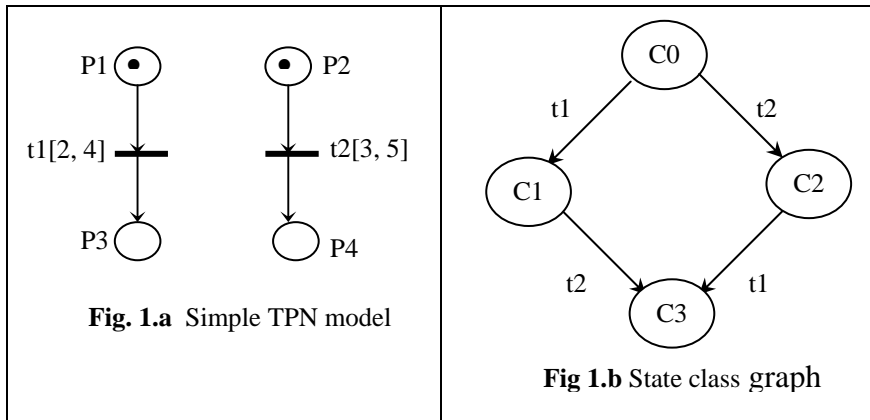 P1
P2
t1[2, 4]
t2[3, 5]
P3
P4
Fig. 1.a Simple TPN model
C0
t1
t2
C1
C2
t2
t1
C3
Fig 1.b State class graph